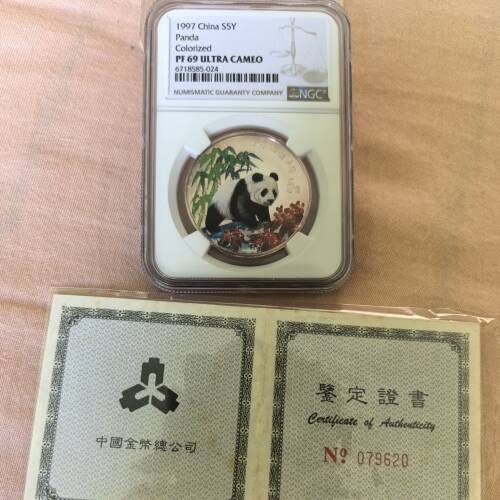 1997 China S5Y
Panda
Colorized
PF 69 ULTRA CAMEO
6718585-024
NUMISMATIC GUARANTY COMPANY
NGC
中國金幣總公司
鑒定證書
Certificate of Authenticity
Nº 079620